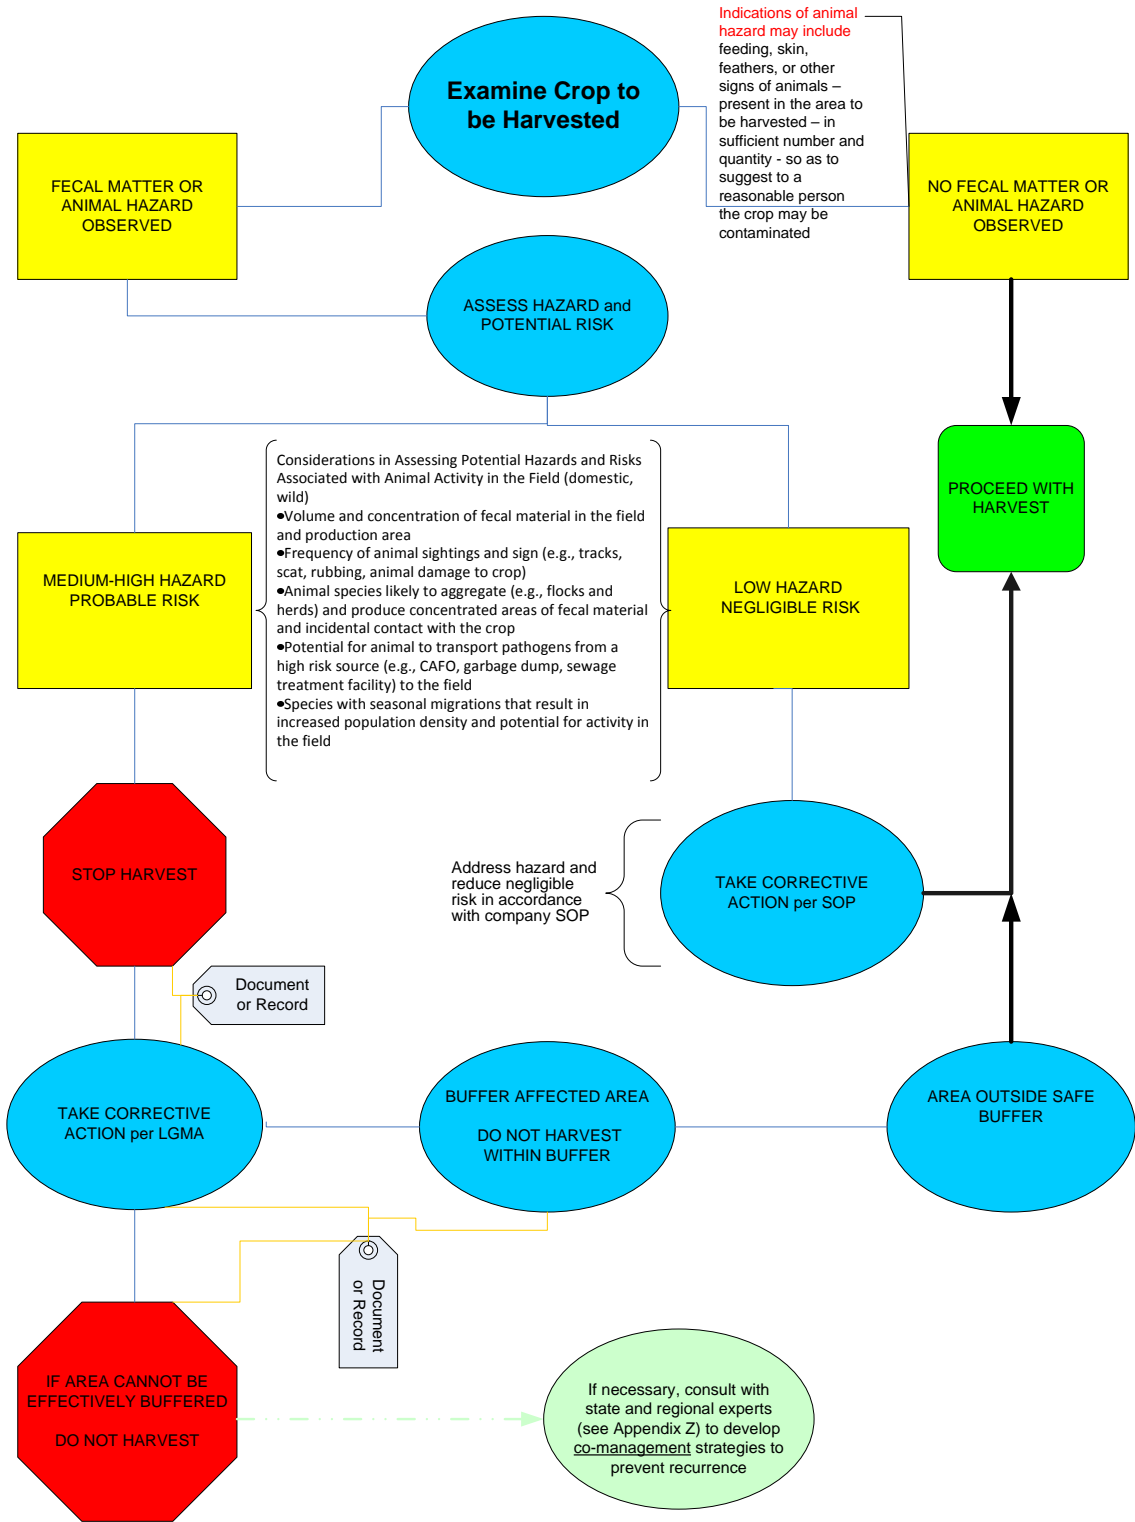 Examine Crop to
be Harvested
Indications of animal
hazard may include
feeding, skin,
feathers, or other
signs of animals –
present in the area to
be harvested – in
sufficient number and
quantity - so as to
suggest to a
reasonable person
the crop may be
contaminated
FECAL MATTER OR
ANIMAL HAZARD
OBSERVED
NO FECAL MATTER OR
ANIMAL HAZARD
OBSERVED
ASSESS HAZARD and
POTENTIAL RISK
PROCEED WITH
HARVEST
MEDIUM-HIGH HAZARD
PROBABLE RISK
Considerations in Assessing Potential Hazards and Risks
Associated with Animal Activity in the Field (domestic,
wild)
•Volume and concentration of fecal material in the field
and production area
•Frequency of animal sightings and sign (e.g., tracks,
scat, rubbing, animal damage to crop)
•Animal species likely to aggregate (e.g., flocks and
herds) and produce concentrated areas of fecal material
and incidental contact with the crop
•Potential for animal to transport pathogens from a
high risk source (e.g., CAFO, garbage dump, sewage
treatment facility) to the field
•Species with seasonal migrations that result in
increased population density and potential for activity in
the field
LOW HAZARD
NEGLIGIBLE RISK
STOP HARVEST
Address hazard and
reduce negligible
risk in accordance
with company SOP
TAKE CORRECTIVE
ACTION per SOP
Document
or Record
TAKE CORRECTIVE
ACTION per LGMA
BUFFER AFFECTED AREA
DO NOT HARVEST
WITHIN BUFFER
AREA OUTSIDE SAFE
BUFFER
Document
or Record
IF AREA CANNOT BE
EFFECTIVELY BUFFERED
DO NOT HARVEST
If necessary, consult with
state and regional experts
(see Appendix Z) to develop
co-management strategies to
prevent recurrence